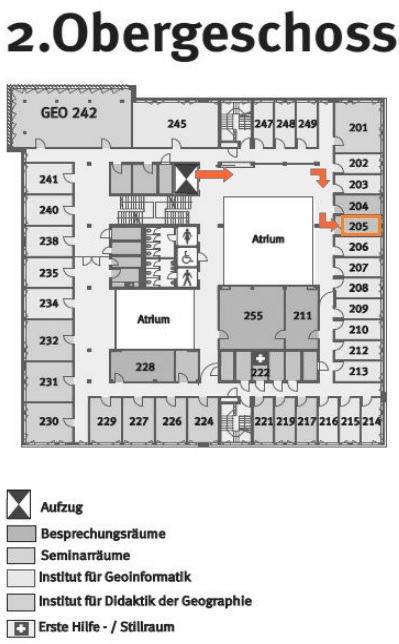 2.Obergeschoss
GEO 242
245
247 248 249
201
202
203
241
204
240
205
238
Atrium
206
235
207
208
234
Atrium
255
211
209
232
210
228
222
212
231
213
230
229 227 226 224
221 219 217 216 215 214
Aufzug
Besprechungsräume
Seminarräume
Institut für Geoinformatik
Institut für Didaktik der Geographie
Erste Hilfe - / Stillraum